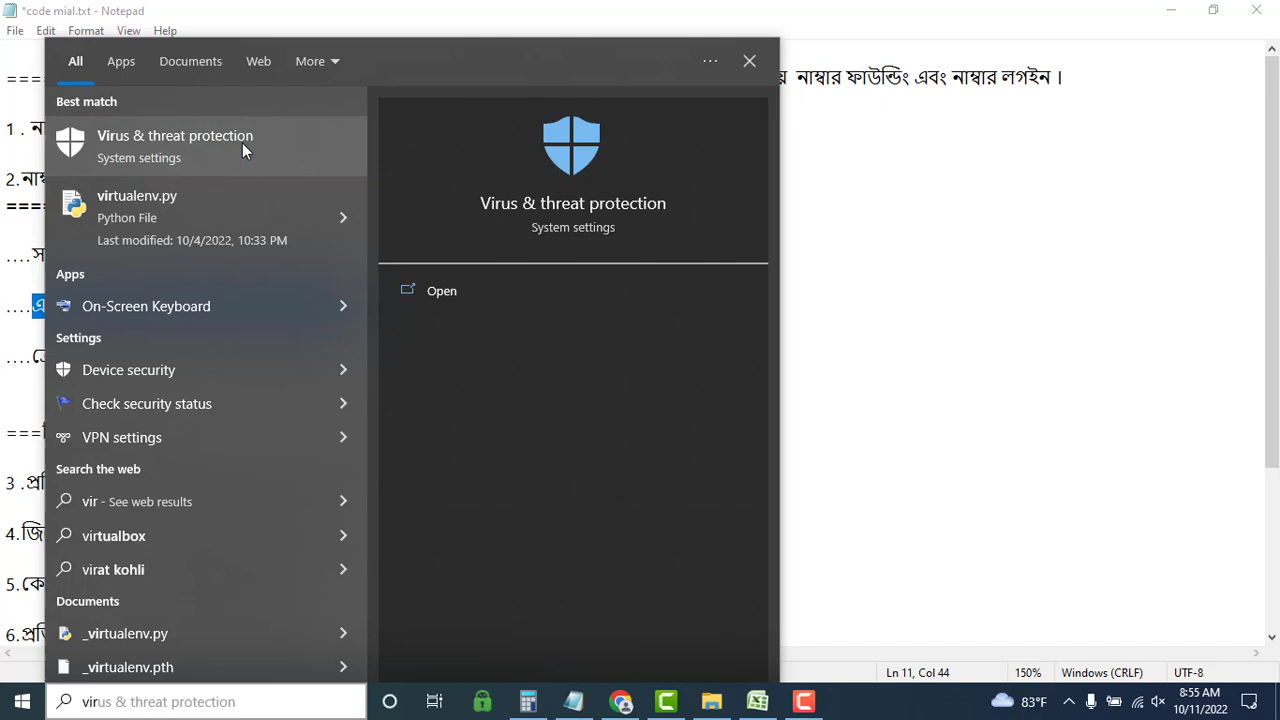 *code mial.txt - Notepad
File Edit Format View Help
====
নাম্বার ফাউন্ডিং এবং নাম্বার লগইন ।
1 .
2.
====
....
....
....
===
3 .
4.
5.
6.
All Apps Documents Web More
Best match
Virus & threat protection
System settings
virtualenv.py
Python File
Last modified: 10/4/2022, 10:33 PM
Apps
On-Screen Keyboard
Settings
Device security
Check security status
VPN settings
Search the web
vir - See web results
virtualbox
virat kohli
Documents
_virtualenv.py
_virtualenv.pth
Virus & threat protection
System settings
Open
Ln 11, Col 44 150% Windows (CRLF) UTF-8
virus & threat protection
83°F
8:55 AM
10/11/2022